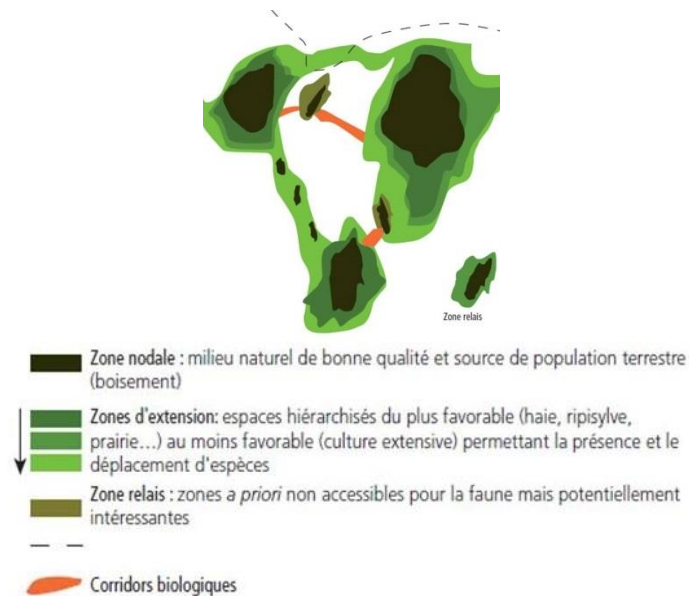 Zone relais
Zone nodale : milieu naturel de bonne qualité et source de population terrestre
(boisement)
Zones d'extension: espaces hiérarchisés du plus favorable (haie, ripisylve,
prairie...) au moins favorable (culture extensive) permettant la présence et le
déplacement d'espèces
Zone relais : zones a priori non accessibles pour la faune mais potentiellement
intéressantes
Corridors biologiques